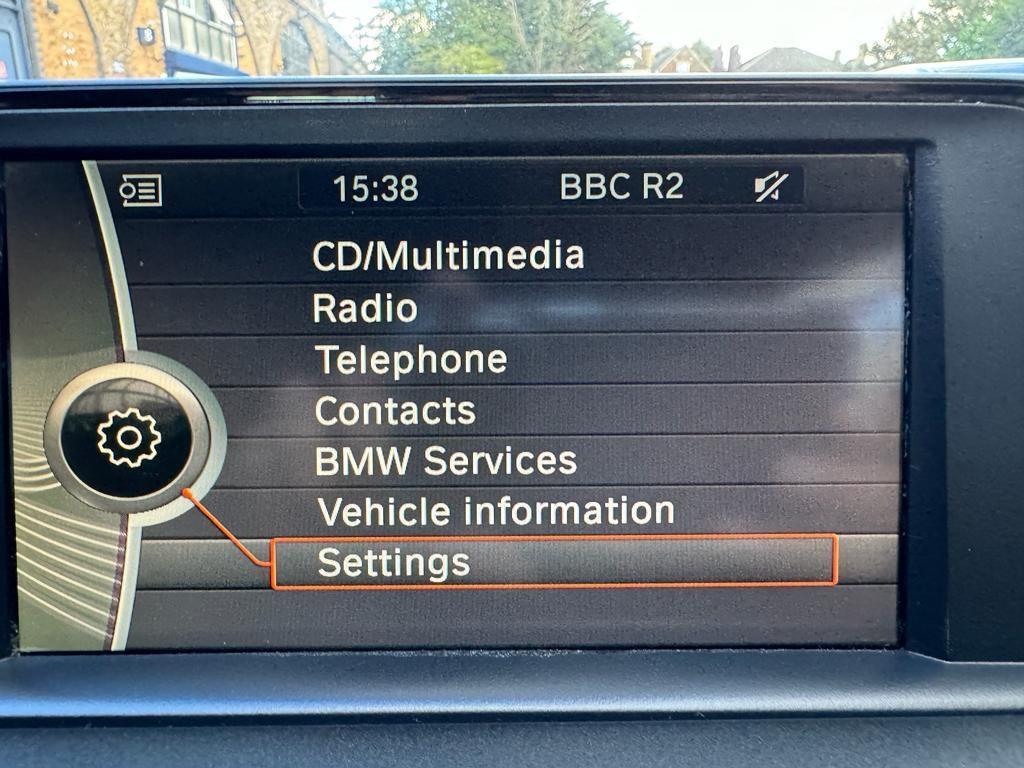 15:38 BBC R2
CD/Multimedia
Radio
Telephone
Contacts
BMW Services
Vehicle information
Settings